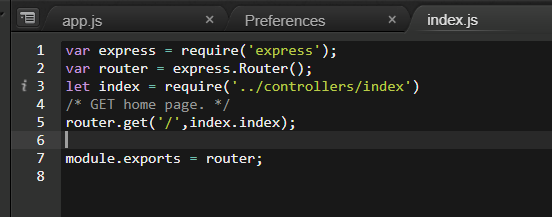 app.js × Preferences × index.js
1 var express = require('express');
2 var router = express.Router();
3 let index = require('../controllers/index')
4 /* GET home page. */
5 router.get('/',index.index);
6
7 module.exports = router;
8